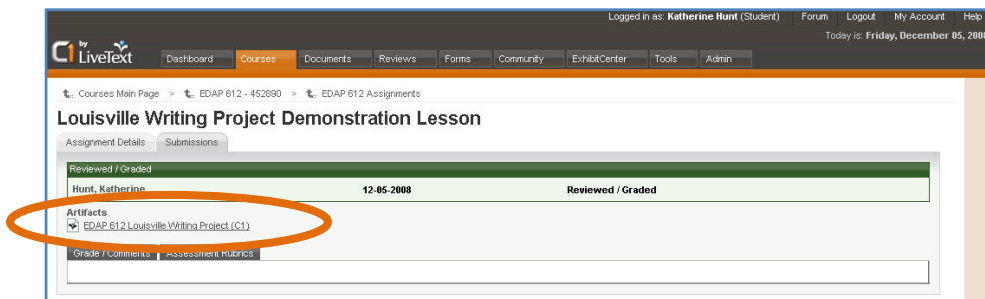 Logged in as: Katherine Hunt (Student) Forum Logout My Account Help
Today is: Friday, December 05, 2008
C1 by LiveText
Dashboard Courses Documents Reviews Forms Community ExhibitCenter Tools Admin
Courses Main Page > EDAP 612 - 452890 > EDAP 612 Assignments
Louisville Writing Project Demonstration Lesson
Assignment Details Submissions
Reviewed / Graded
Hunt, Katherine 12-05-2008 Reviewed / Graded
Artifacts
EDAP 612 Louisville Writing Project (C1)
Grade / Comments Assessment Rubrics